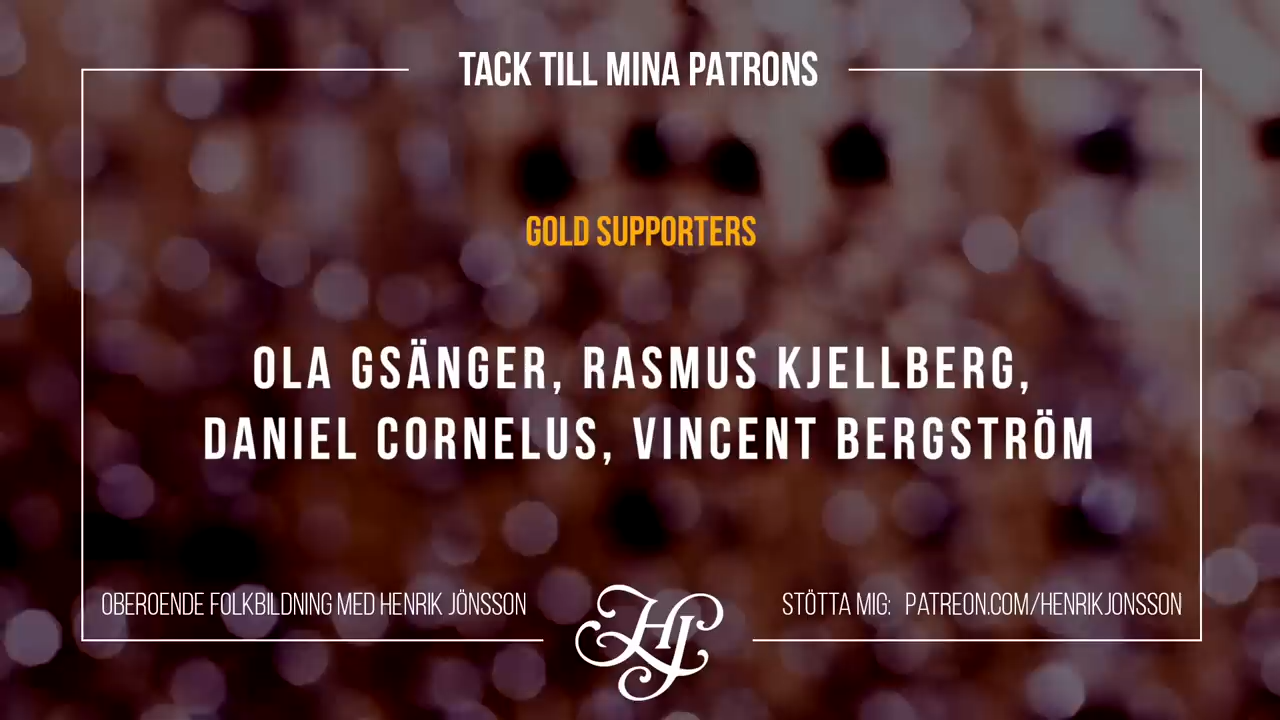 TACK TILL MINA PATRONS
GOLD SUPPORTERS
OLA GSÄNGER, RASMUS KJELLBERG,
DANIEL CORNELUS, VINCENT BERGSTRÖM
OBEROENDE FOLKBILDNING MED HENRIK JÖNSSON
STÖTTA MIG: PATREON.COM/HENRIKJONSSON
HJ